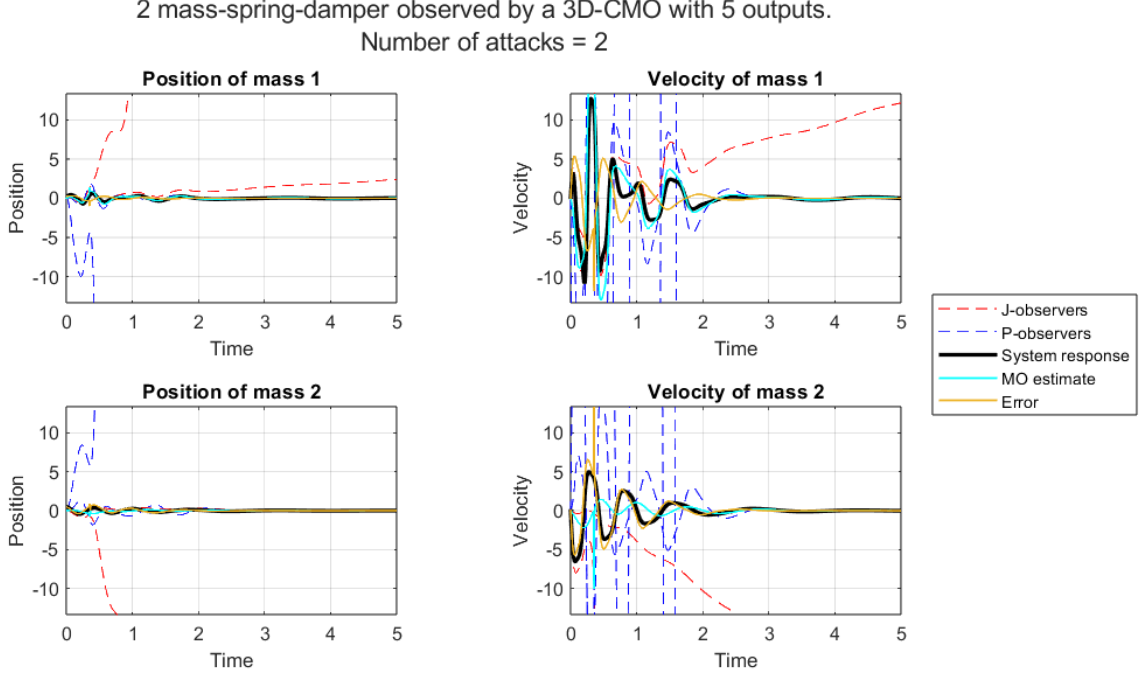 2 mass-spring-damper observed by a 3D-CMO with 5 outputs.
Number of attacks = 2
Position of mass 1
10
5
0
-5
-10
Position
0 1 2 3 4 5
Time
Velocity of mass 1
10
5
0
-5
-10
Velocity
0 1 2 3 4 5
Time
J-observers
P-observers
System response
MO estimate
Error
Position of mass 2
10
5
0
-5
-10
Position
0 1 2 3 4 5
Time
Velocity of mass 2
10
5
0
-5
-10
Velocity
0 1 2 3 4 5
Time